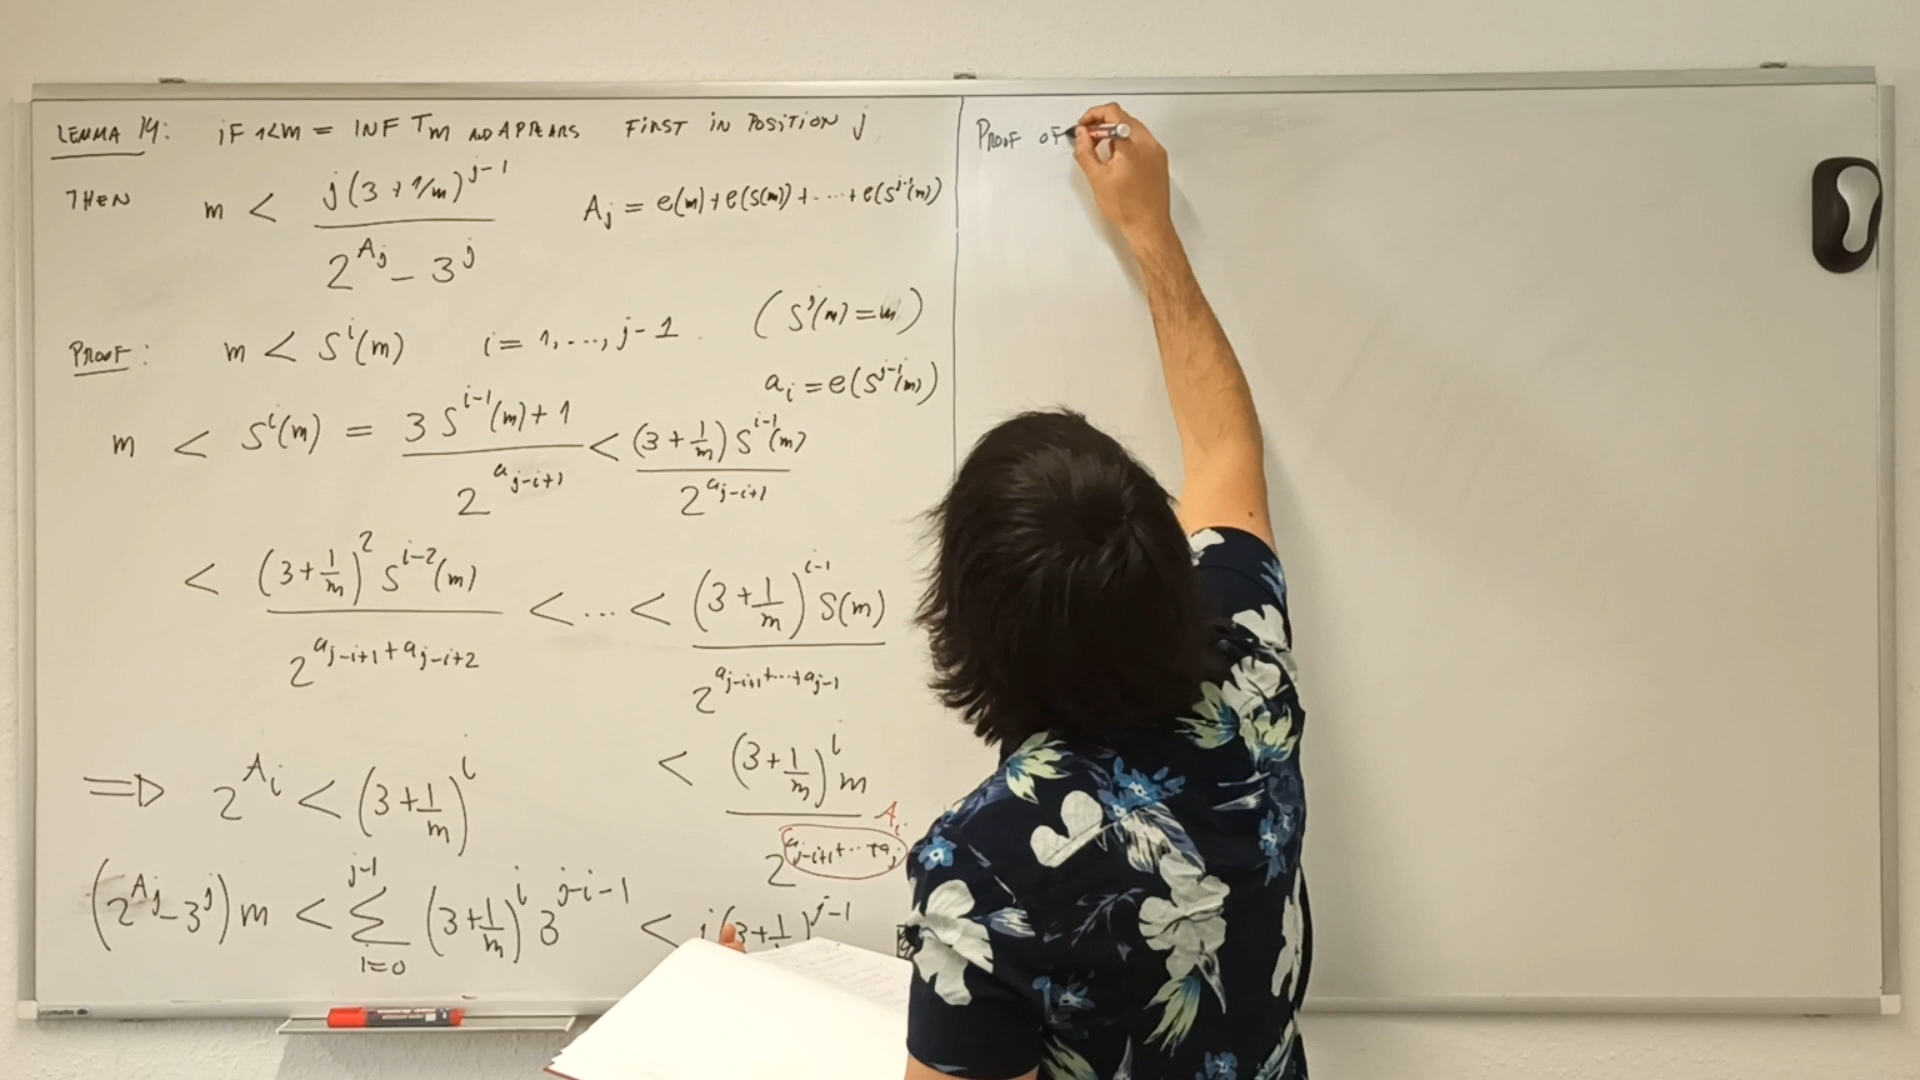 LEMMA 14: IF 1<m = INF Tm AND APPEARS FIRST IN POSITION j
THEN m < j(3+1/m)^{j-1} / (2^{A_j} - 3^j) A_j = e(m)+e(S(m))+....+e(S^{j-1}(m))
PROOF: m < S^i(m) i = 1,...,j-1. (S^j(m)=m)
a_i = e(S^{j-i}(m))
m < S^i(m) = (3S^{i-1}(m)+1) / 2^{a_{j-i+1}} < (3+1/m)S^{i-1}(m) / 2^{a_{j-i+1}}
< (3+1/m)^2 S^{i-2}(m) / 2^{a_{j-i+1}+a_{j-i+2}} < ... < (3+1/m)^{i-1} S(m) / 2^{a_{j-i+1}+...+a_{j-1}}
< (3+1/m)^i m / 2^{a_{j-i+1}+...+a_j} A_i
⇒ 2^{A_i} < (3+1/m)^i
(2^{A_j}-3^j)m < Σ_{i=0}^{j-1} (3+1/m)^i 3^{j-i-1} < j(3+1/m)^{j-1}
PROOF OF